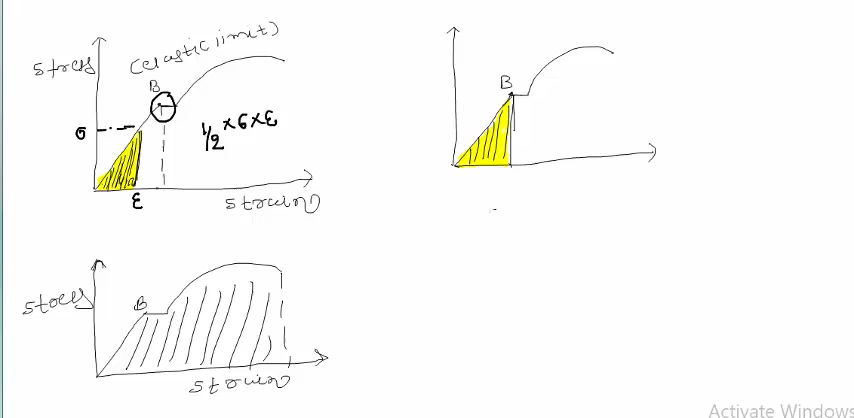 (elastic limit)
stress
B
B
σ
1/2 × σ × ε
ε
strain
B
stress
strain
Activate Windows